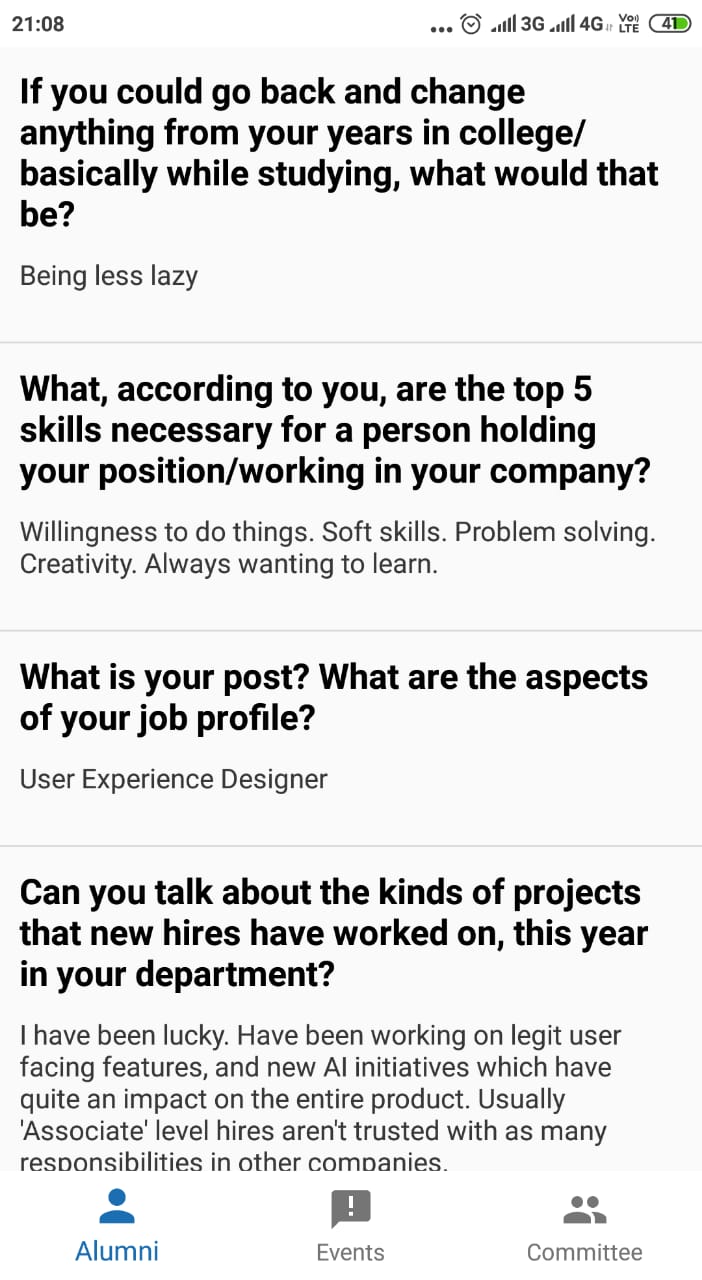 21:08
... 3G 4G VoLTE 41
If you could go back and change
anything from your years in college/
basically while studying, what would that
be?
Being less lazy
What, according to you, are the top 5
skills necessary for a person holding
your position/working in your company?
Willingness to do things. Soft skills. Problem solving.
Creativity. Always wanting to learn.
What is your post? What are the aspects
of your job profile?
User Experience Designer
Can you talk about the kinds of projects
that new hires have worked on, this year
in your department?
I have been lucky. Have been working on legit user
facing features, and new AI initiatives which have
quite an impact on the entire product. Usually
'Associate' level hires aren't trusted with as many
responsibilities in other companies.
Alumni Events Committee